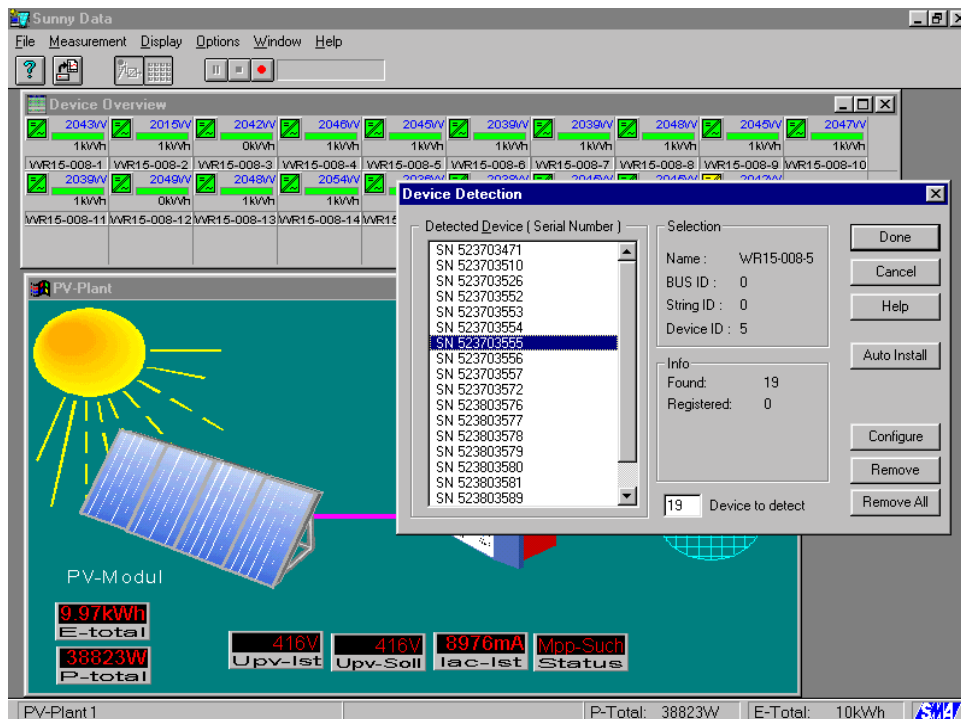 Sunny Data
File Measurement Display Options Window Help
Device Overview
2043W 2015W 2042W 2046W 2045W 2039W 2039W 2048W 2045W 2047W
1kWh 1kWh 0kWh 1kWh 1kWh 1kWh 1kWh 1kWh 1kWh 1kWh
WR15-008-1 WR15-008-2 WR15-008-3 WR15-008-4 WR15-008-5 WR15-008-6 WR15-008-7 WR15-008-8 WR15-008-9 WR15-008-10
2039W 2049W 2048W 2054W
1kWh 0kWh 1kWh 1kWh
WR15-008-11 WR15-008-12 WR15-008-13 WR15-008-14 WR15
Device Detection
Detected Device ( Serial Number )
SN 523703471
SN 523703510
SN 523703526
SN 523703552
SN 523703553
SN 523703554
SN 523703555
SN 523703556
SN 523703557
SN 523703572
SN 523803576
SN 523803577
SN 523803578
SN 523803579
SN 523803580
SN 523803581
SN 523803589
Selection
Name : WR15-008-5
BUS ID : 0
String ID : 0
Device ID : 5
Info
Found: 19
Registered: 0
19 Device to detect
Done
Cancel
Help
Auto Install
Configure
Remove
Remove All
PV-Plant
PV-Modul
9.97kWh
E-total
38823W
P-total
416V
Upv-Ist
416V
Upv-Soll
8976mA
Iac-Ist
Mpp-Such
Status
PV-Plant 1
P-Total: 38823W
E-Total: 10kWh
SMA